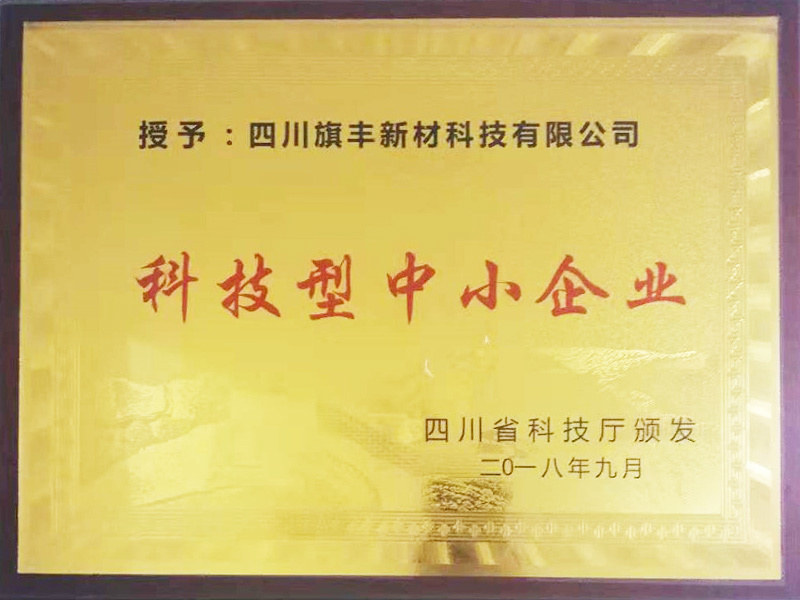 授予：四川旗丰新材科技有限公司
科技型中小企业
四川省科技厅颁发
二0一八年九月